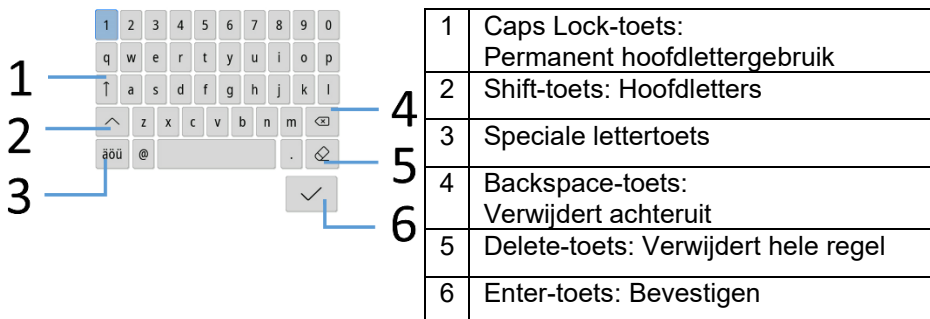 1 2 3 4 5 6 7 8 9 0
q w e r t y u i o p
a s d f g h j k l
z x c v b n m
äöü @ .
1
2
3
4
5
6
1 Caps Lock-toets:
Permanent hoofdlettergebruik
2 Shift-toets: Hoofdletters
3 Speciale lettertoets
4 Backspace-toets:
Verwijdert achteruit
5 Delete-toets: Verwijdert hele regel
6 Enter-toets: Bevestigen